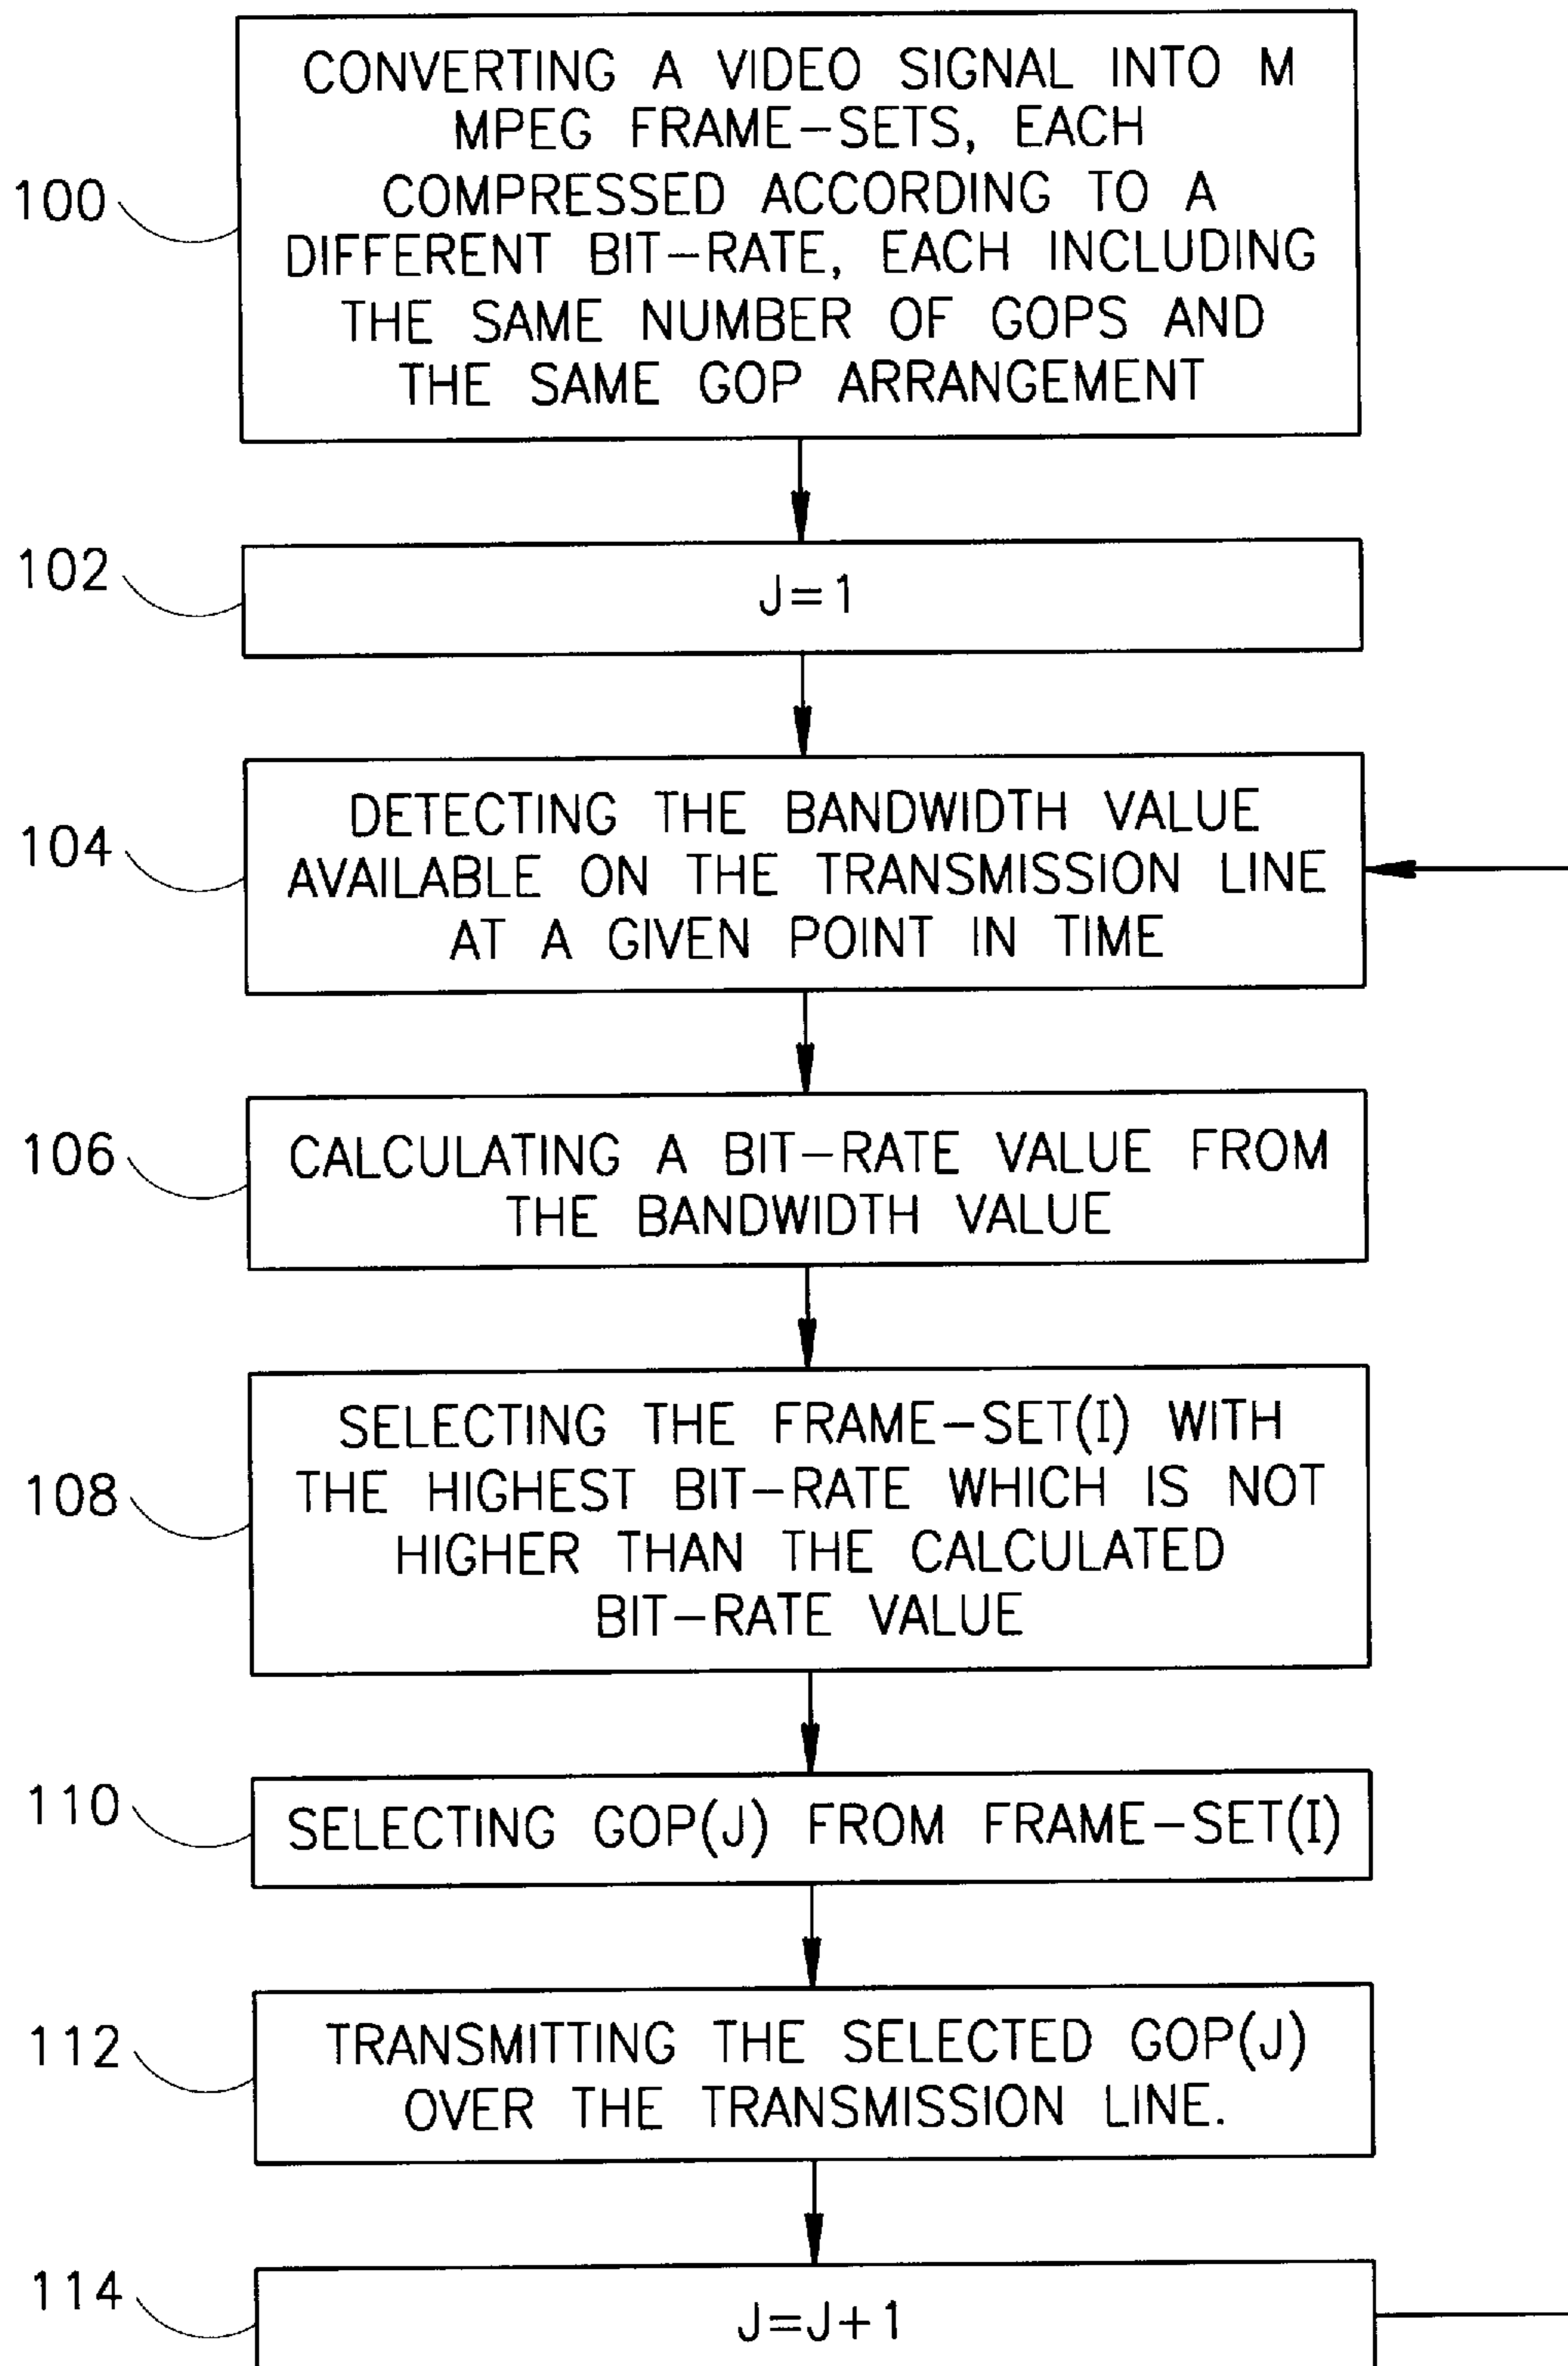 CONVERTING A VIDEO SIGNAL INTO M
MPEG FRAME-SETS, EACH
COMPRESSED ACCORDING TO A
DIFFERENT BIT-RATE, EACH INCLUDING
THE SAME NUMBER OF GOPS AND
THE SAME GOP ARRANGEMENT
100
102
J=1
DETECTING THE BANDWIDTH VALUE
AVAILABLE ON THE TRANSMISSION LINE
AT A GIVEN POINT IN TIME
104
106
CALCULATING A BIT-RATE VALUE FROM
THE BANDWIDTH VALUE
SELECTING THE FRAME-SET(I) WITH
THE HIGHEST BIT-RATE WHICH IS NOT
HIGHER THAN THE CALCULATED
BIT-RATE VALUE
108
110
SELECTING GOP(J) FROM FRAME-SET(I)
112
TRANSMITTING THE SELECTED GOP(J)
OVER THE TRANSMISSION LINE.
114
J=J+1